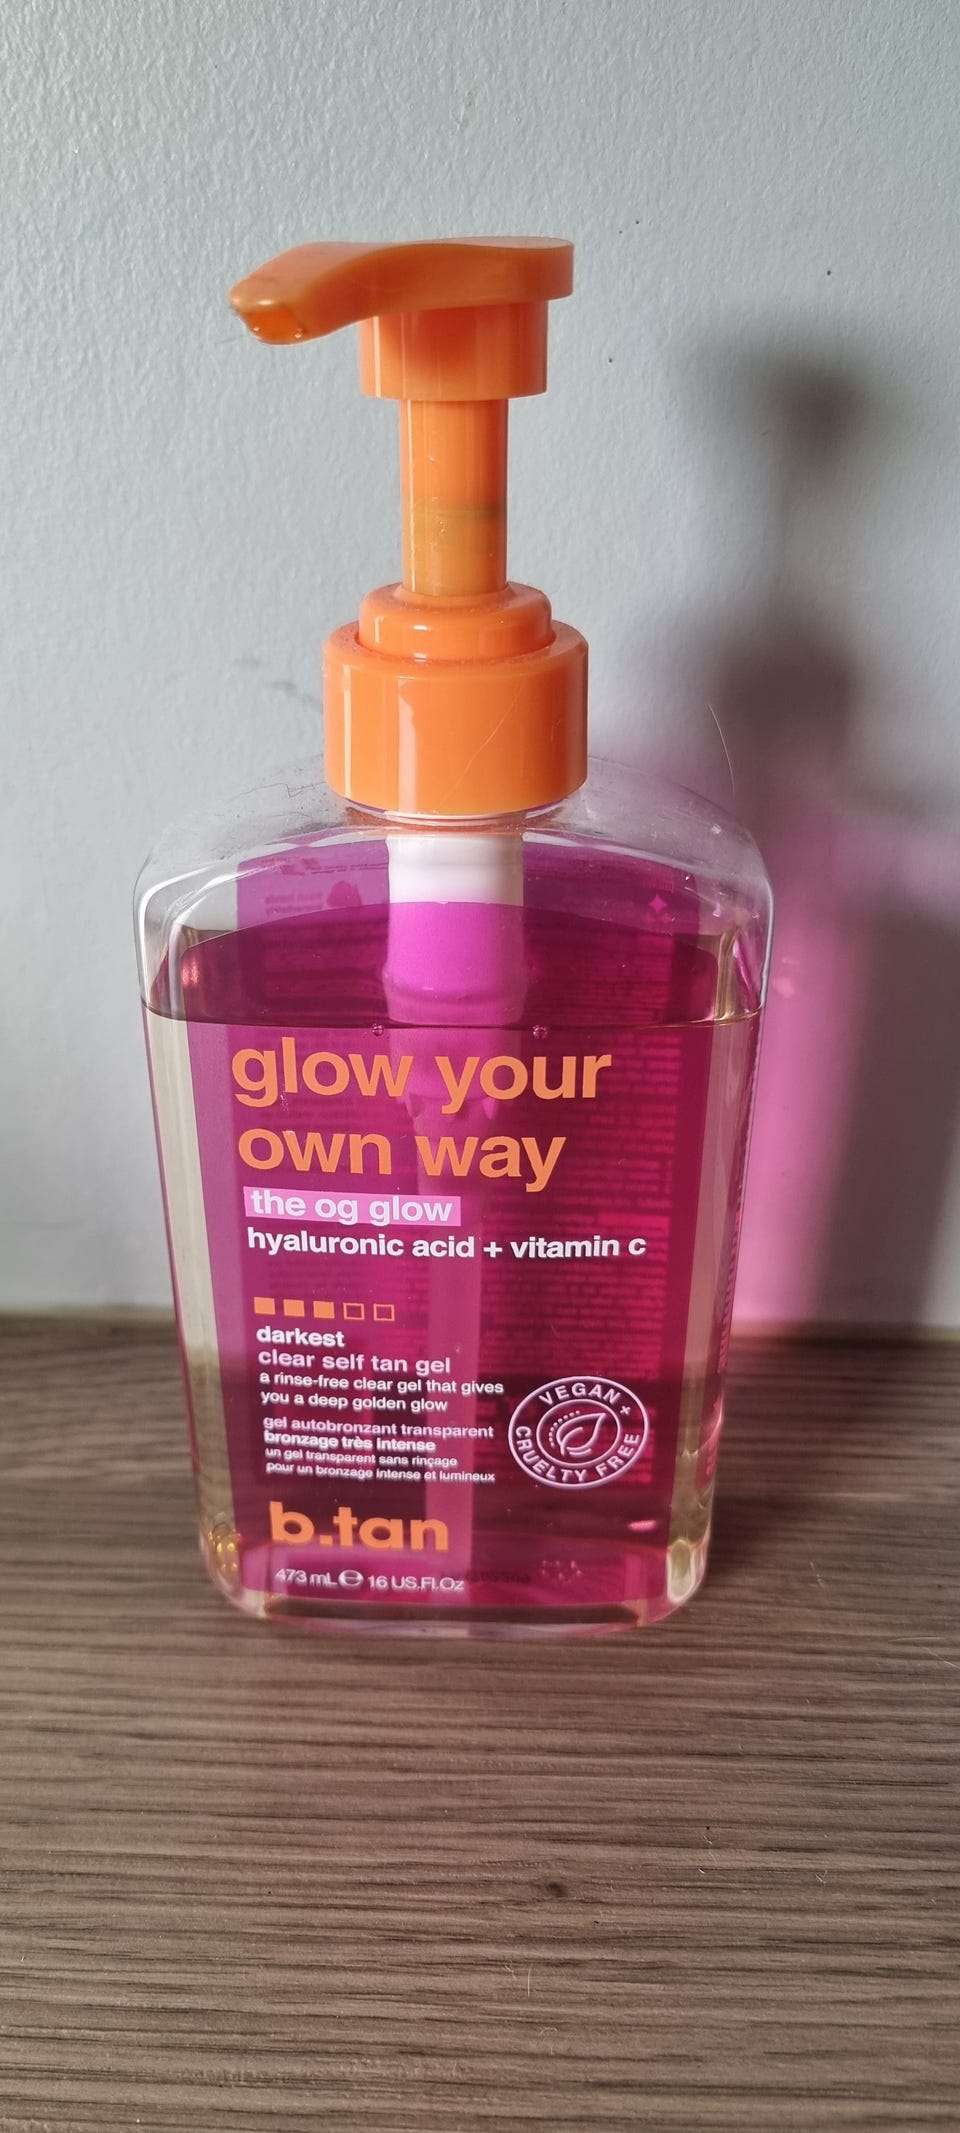 glow your
own way
the og glow
hyaluronic acid + vitamin c
darkest
clear self tan gel
a rinse-free clear gel that gives
you a deep golden glow
gel autobronzant transparent
bronzage très intense
un gel transparent sans rinçage
pour un bronzage intense et lumineux
VEGAN +
CRUELTY FREE
b.tan
473 mL ℮ 16 US.Fl.Oz